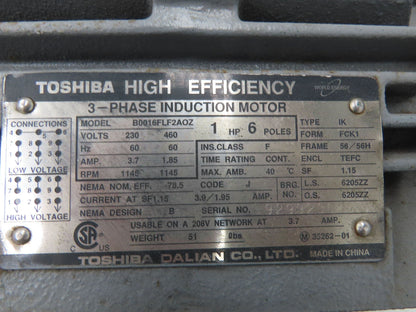 TOSHIBA HIGH EFFICIENCY
WORLD ENERGY
3-PHASE INDUCTION MOTOR
CONNECTIONS
LOW VOLTAGE
HIGH VOLTAGE
MODEL B0016FLF2AOZ
VOLTS 230 460
Hz 60 60
AMP. 3.7 1.85
RPM 1145 1145
1 HP 6 POLES
INS.CLASS F
TIME RATING CONT.
MAX. AMB. 40 °C
TYPE IK
FORM FCK1
FRAME 56/56H
ENCL TEFC
SF 1.15
NEMA NOM.EFF. 78.5 CODE J BRG. NO. L.S. 6205ZZ
CURRENT AT SF1.15 3.9/1.95 AMP. O.S. 6205ZZ
NEMA DESIGN B SERIAL NO.
USABLE ON A 208V NETWORK AT 3.7 AMP.
WEIGHT 51 lbs M 35262-01
SA C US
TOSHIBA DALIAN CO., LTD. MADE IN CHINA